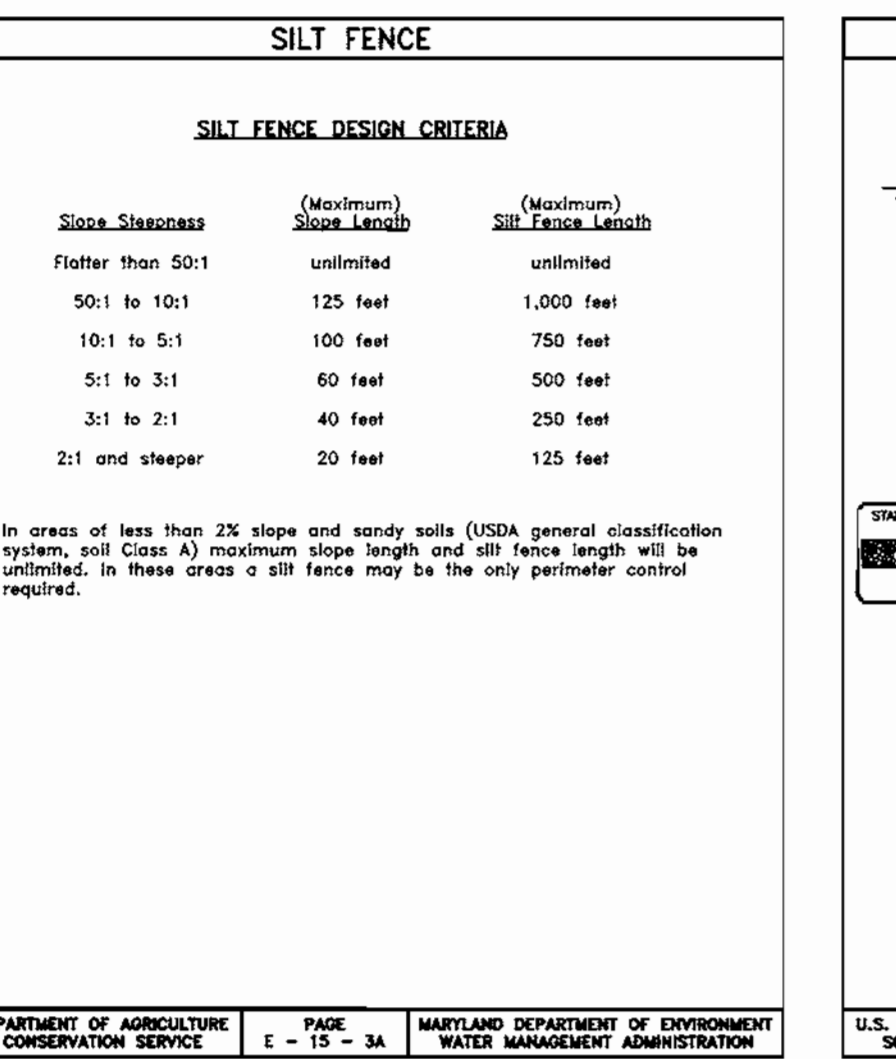 SILT FENCE
SILT FENCE DESIGN CRITERIA
(Maximum) (Maximum)
Slope Steepness Slope Length Silt Fence Length
Flatter than 50:1 unlimited unlimited
50:1 to 10:1 125 feet 1,000 feet
10:1 to 5:1 100 feet 750 feet
5:1 to 3:1 60 feet 500 feet
3:1 to 2:1 40 feet 250 feet
2:1 and steeper 20 feet 125 feet
In areas of less than 2% slope and sandy soils (USDA general classification
system, soil Class A) maximum slope length and silt fence length will be
unlimited. In these areas a silt fence may be the only perimeter control
required.
PARTMENT OF AGRICULTURE PAGE MARYLAND DEPARTMENT OF ENVIRONMENT
CONSERVATION SERVICE E - 15 - 3A WATER MANAGEMENT ADMINISTRATION
STA
U.S.
S